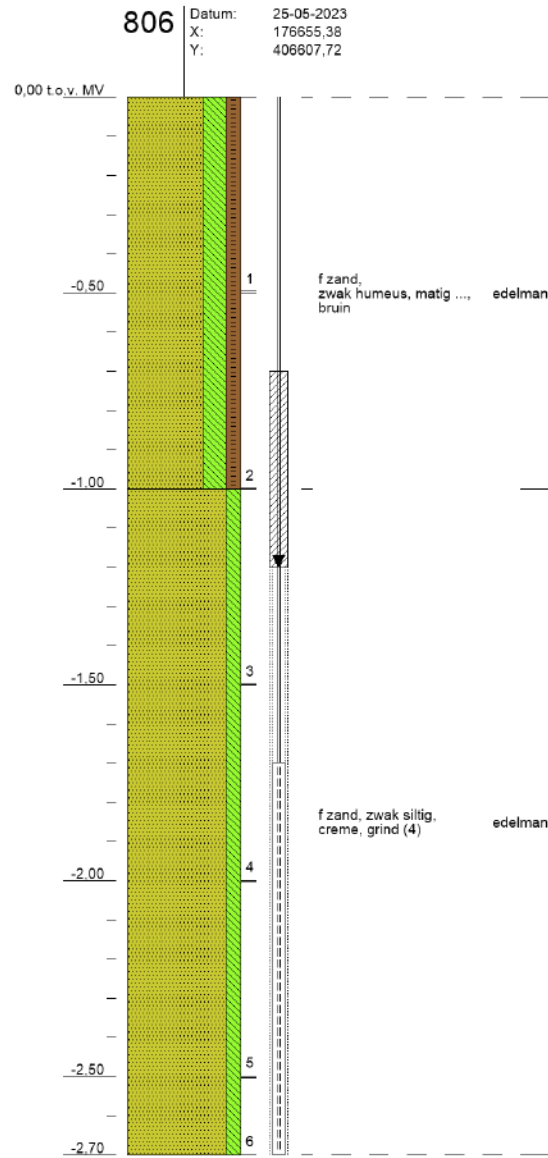 806
Datum: 25-05-2023
X: 176655,38
Y: 406607,72
0,00 t.o.v. MV
1
-0,50
f zand,
zwak humeus, matig ..., edelman
bruin
2
-1,00
3
-1,50
f zand, zwak siltig,
creme, grind (4) edelman
4
-2,00
5
-2,50
6
-2,70